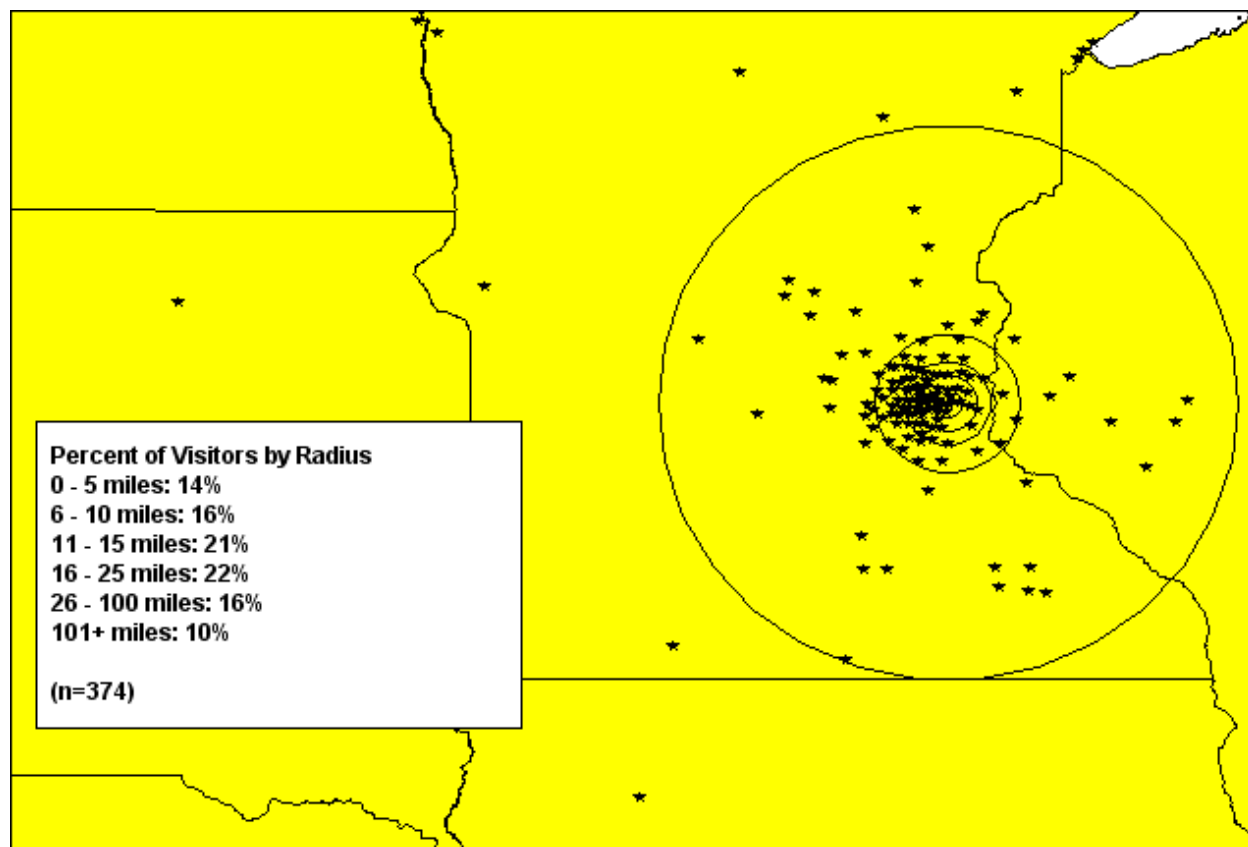 Percent of Visitors by Radius
0 - 5 miles: 14%
6 - 10 miles: 16%
11 - 15 miles: 21%
16 - 25 miles: 22%
26 - 100 miles: 16%
101+ miles: 10%
(n=374)